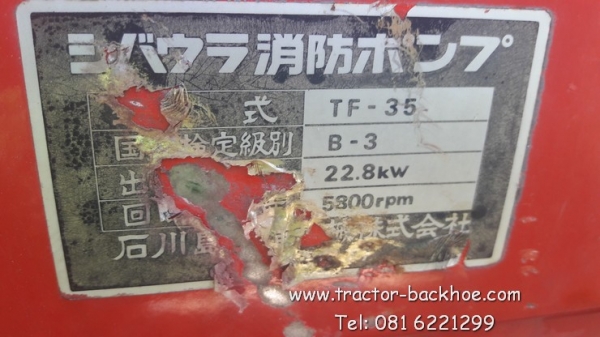 シバウラ消防ポンプ
式 TF-35
国 検定級別 B-3
出 22.8kW
回 5800rpm
石川島 株式会社
www.tractor-backhoe.com
Tel: 081 6221299